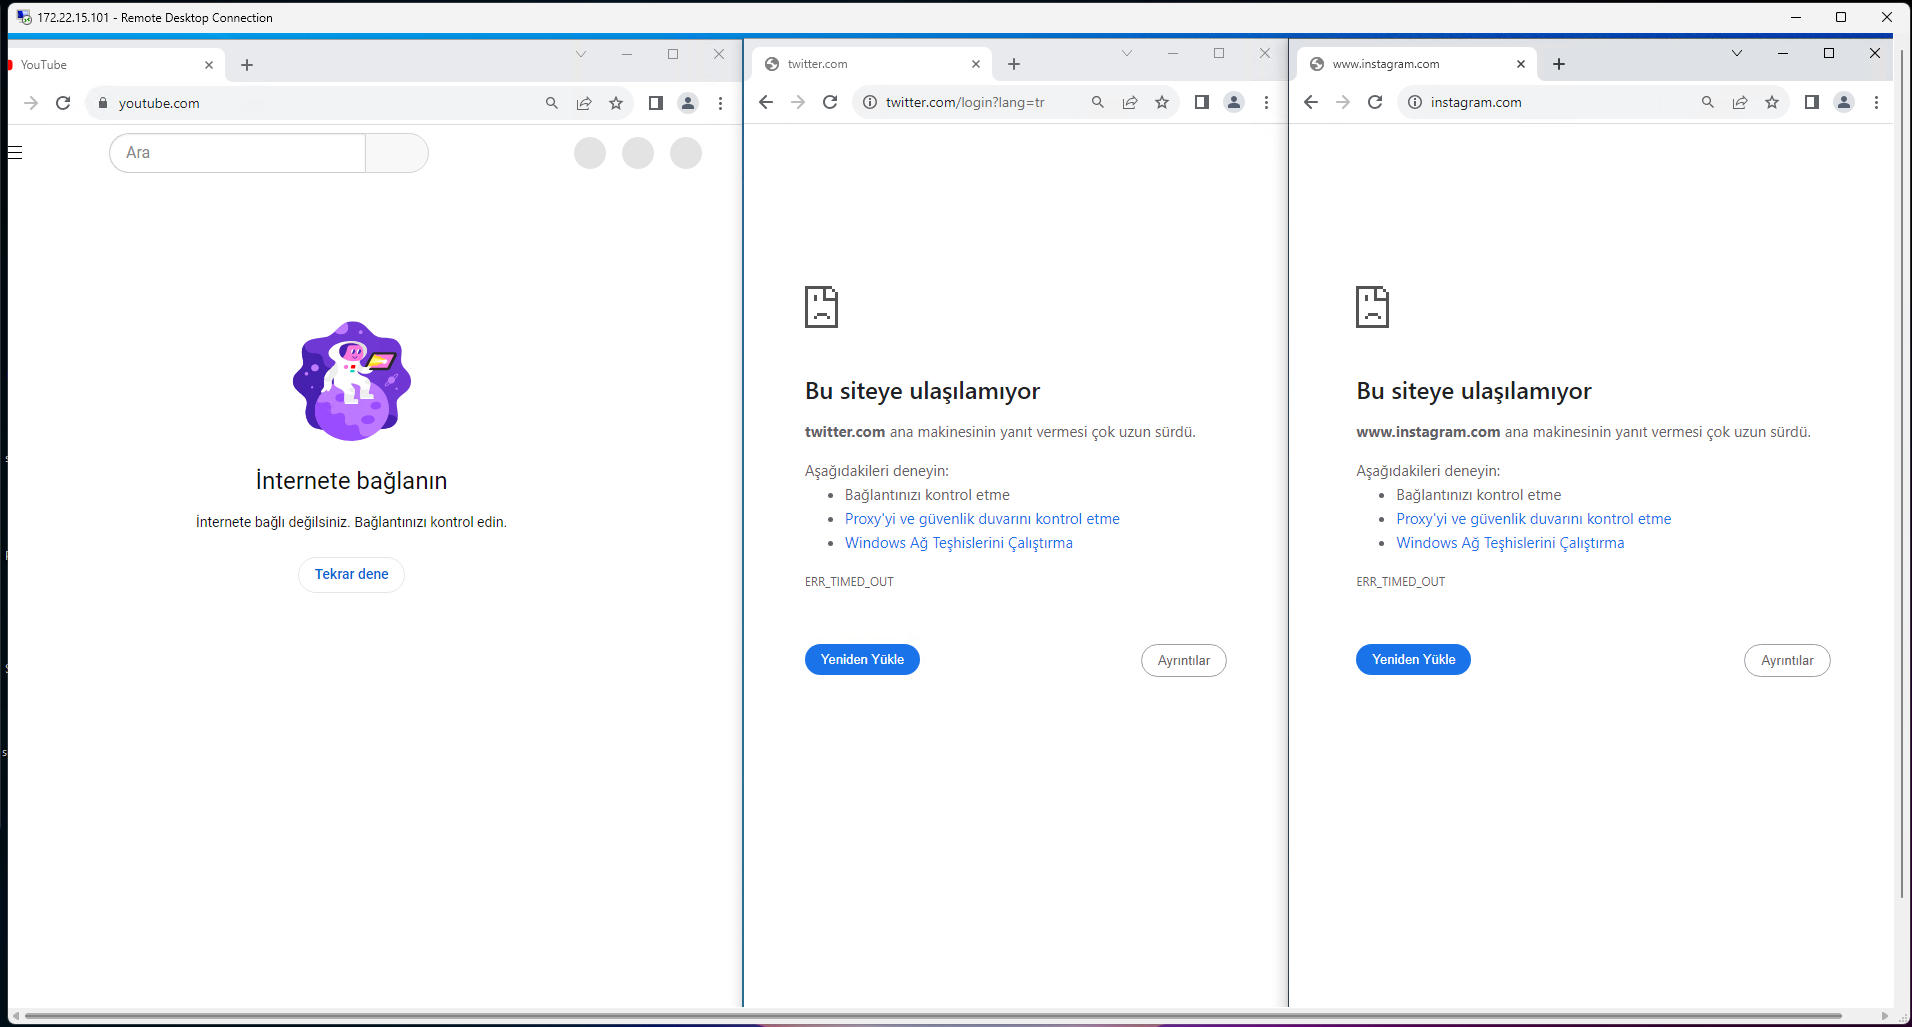 172.22.15.101 - Remote Desktop Connection
YouTube
youtube.com
Ara
İnternete bağlanın
İnternete bağlı değilsiniz. Bağlantınızı kontrol edin.
Tekrar dene
twitter.com
twitter.com/login?lang=tr
Bu siteye ulaşılamıyor
twitter.com ana makinesinin yanıt vermesi çok uzun sürdü.
Aşağıdakileri deneyin:
Bağlantınızı kontrol etme
Proxy'yi ve güvenlik duvarını kontrol etme
Windows Ağ Teşhislerini Çalıştırma
ERR_TIMED_OUT
Yeniden Yükle
Ayrıntılar
www.instagram.com
instagram.com
Bu siteye ulaşılamıyor
www.instagram.com ana makinesinin yanıt vermesi çok uzun sürdü.
Aşağıdakileri deneyin:
Bağlantınızı kontrol etme
Proxy'yi ve güvenlik duvarını kontrol etme
Windows Ağ Teşhislerini Çalıştırma
ERR_TIMED_OUT
Yeniden Yükle
Ayrıntılar